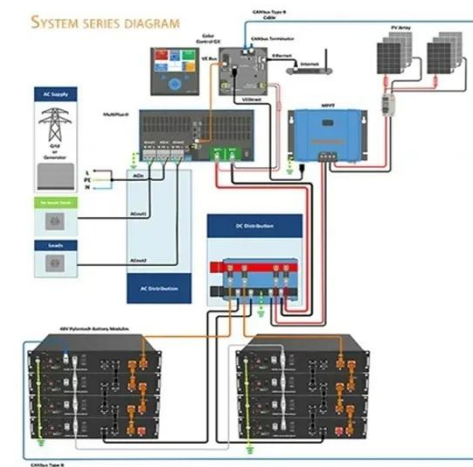 SYSTEM SERIES DIAGRAM
CANbus Type B
Cable
Color
Control GX
CANbus Terminator
PV Array
VE.Bus
Ethernet
Internet
AC Supply
VE.Direct
MPPT
MultiPlus-II
Grid
or
Generator
L
PE
N
ACin
ACout1
Loads
DC Distribution
ACout2
AC Distribution
48V Pylontech Battery Modules
CANbus Type B